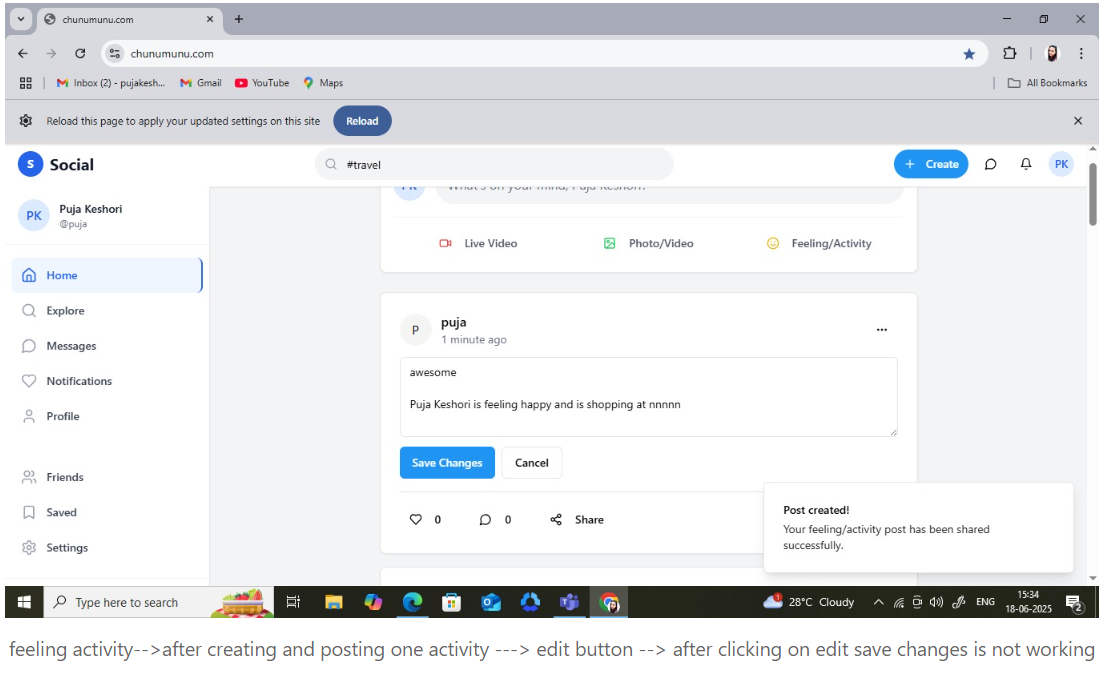 chunumunu.com
chunumunu.com
Inbox (2) - pujakesh... Gmail YouTube Maps All Bookmarks
Reload this page to apply your updated settings on this site Reload
S Social #travel + Create PK
PK What's on your mind, Puja Keshori?
PK Puja Keshori
@puja
Live Video Photo/Video Feeling/Activity
Home
Explore
Messages
Notifications
Profile
Friends
Saved
Settings
P puja
1 minute ago
awesome
Puja Keshori is feeling happy and is shopping at nnnnn
Save Changes Cancel
0 0 Share
Post created!
Your feeling/activity post has been shared
successfully.
Type here to search 1 28°C Cloudy ENG 15:34
18-06-2025 2
feeling activity-->after creating and posting one activity ---> edit button --> after clicking on edit save changes is not working